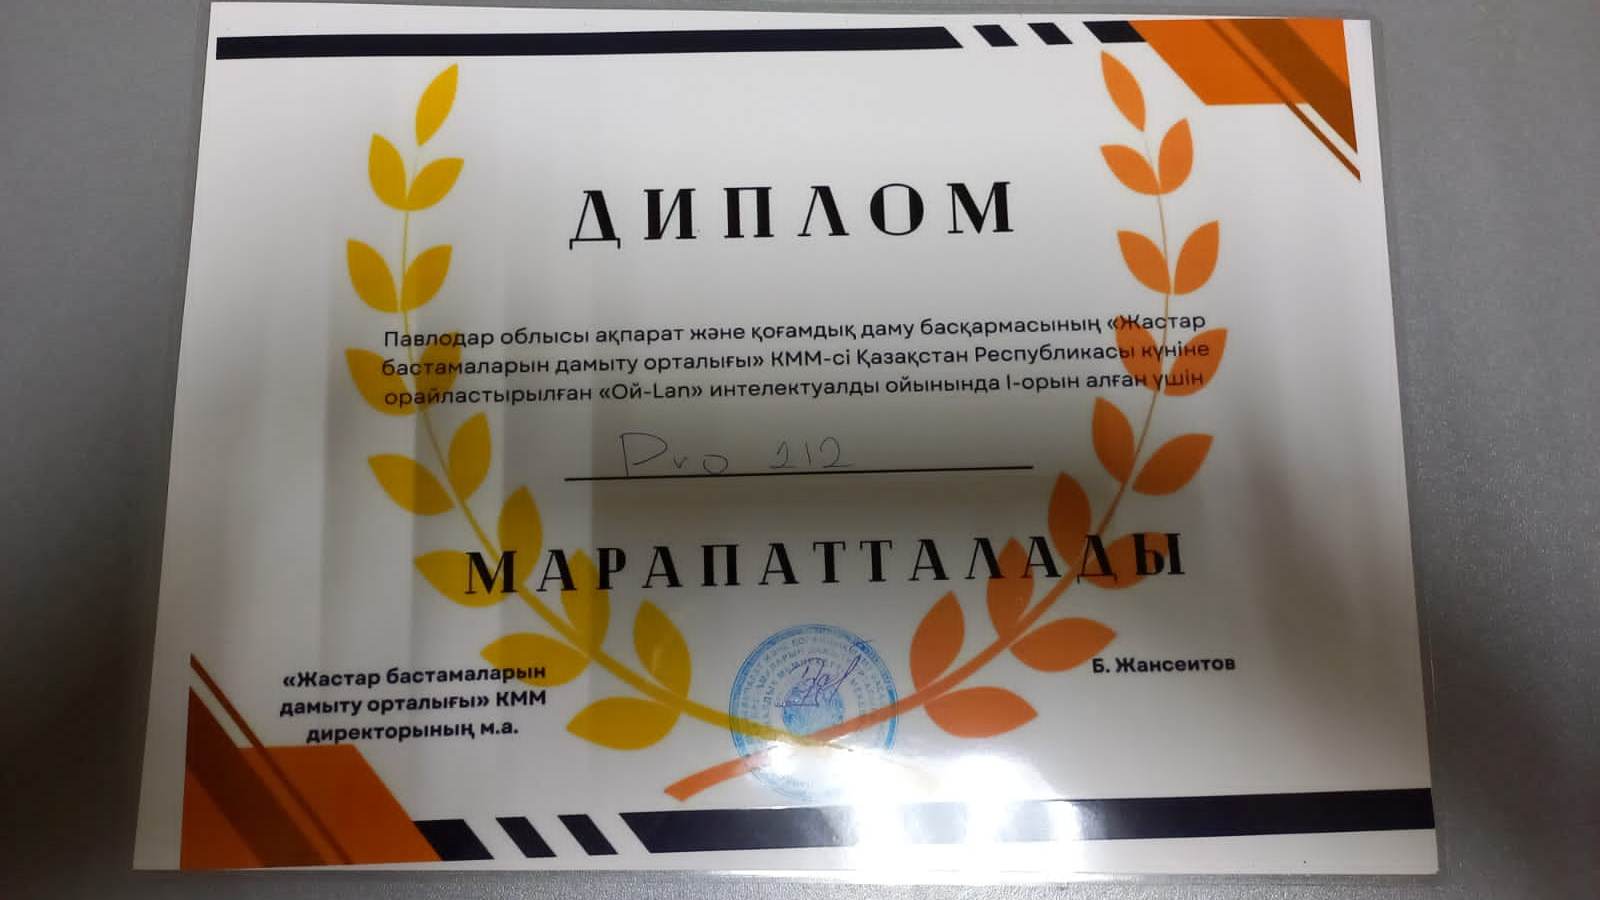 ДИПЛОМ
Павлодар облысы ақпарат және қоғамдық даму басқармасының «Жастар
бастамаларын дамыту орталығы» КММ-сі Қазақстан Республикасы күніне
орайластырылған «Ой-Lan» интелектуалды ойынында I-орын алған үшін
Pro 212
МАРАПАТТАЛАДЫ
«Жастар бастамаларын
дамыту орталығы» КММ
директорының м.а.
Б. Жансеитов